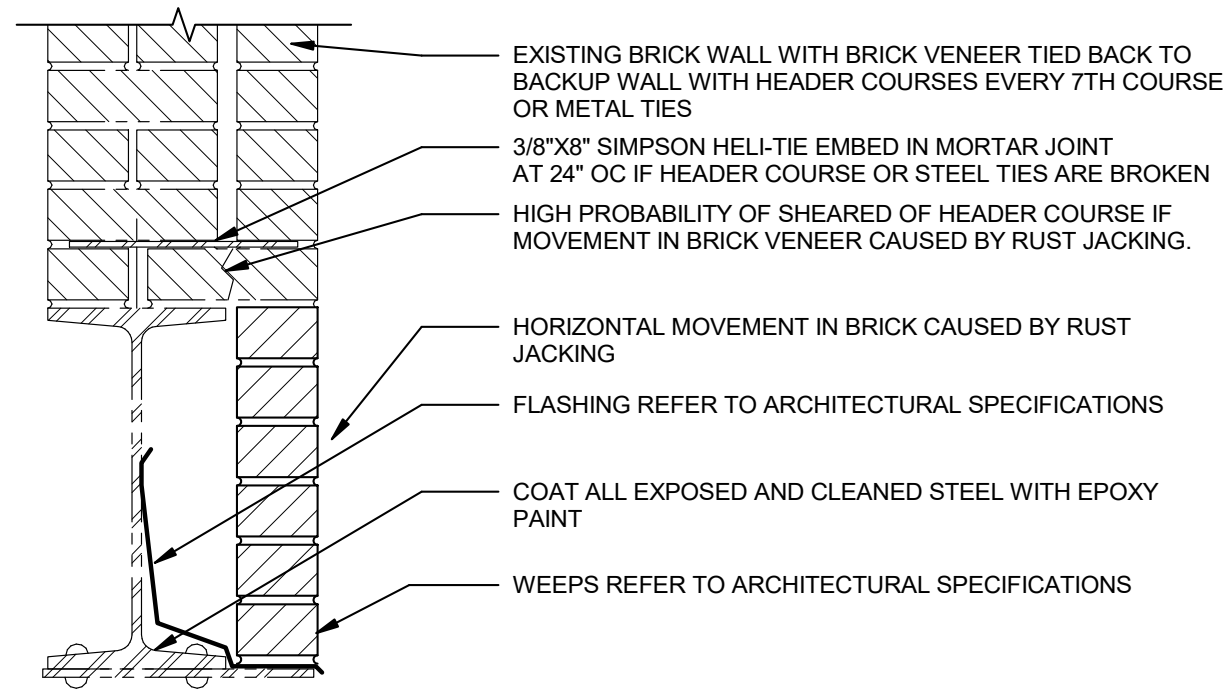 EXISTING BRICK WALL WITH BRICK VENEER TIED BACK TO
BACKUP WALL WITH HEADER COURSES EVERY 7TH COURSE
OR METAL TIES
3/8"X8" SIMPSON HELI-TIE EMBED IN MORTAR JOINT
AT 24" OC IF HEADER COURSE OR STEEL TIES ARE BROKEN
HIGH PROBABILITY OF SHEARED OF HEADER COURSE IF
MOVEMENT IN BRICK VENEER CAUSED BY RUST JACKING.
HORIZONTAL MOVEMENT IN BRICK CAUSED BY RUST
JACKING
FLASHING REFER TO ARCHITECTURAL SPECIFICATIONS
COAT ALL EXPOSED AND CLEANED STEEL WITH EPOXY
PAINT
WEEPS REFER TO ARCHITECTURAL SPECIFICATIONS